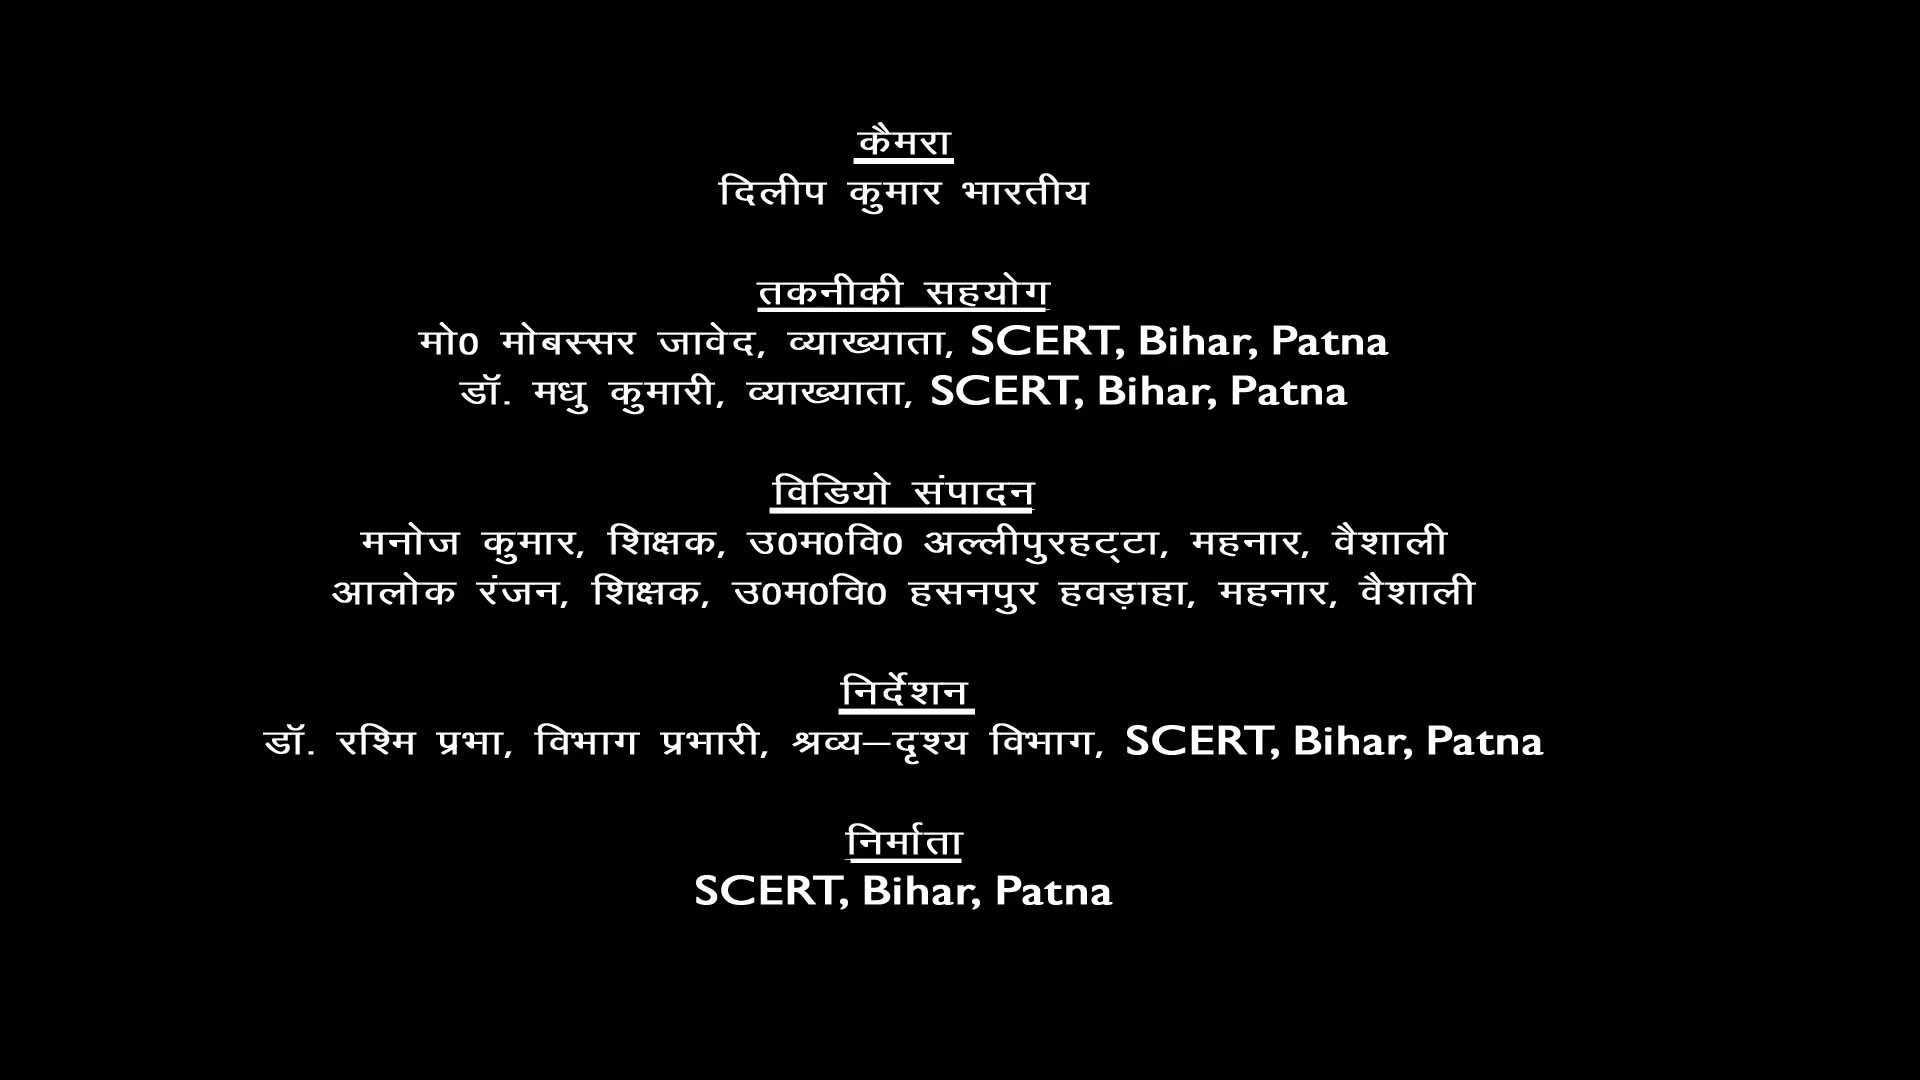 कैमरा
दिलीप कुमार भारतीय
तकनीकी सहयोग
मो0 मोबस्सर जावेद, व्याख्याता, SCERT, Bihar, Patna
डॉ. मधु कुमारी, व्याख्याता, SCERT, Bihar, Patna
विडियो संपादन
मनोज कुमार, शिक्षक, उ0म0वि0 अल्लीपुरहट्टा, महनार, वैशाली
आलोक रंजन, शिक्षक, उ0म0वि0 हसनपुर हवड़ाहा, महनार, वैशाली
निर्देशन
डॉ. रश्मि प्रभा, विभाग प्रभारी, श्रव्य–दृश्य विभाग, SCERT, Bihar, Patna
निर्माता
SCERT, Bihar, Patna